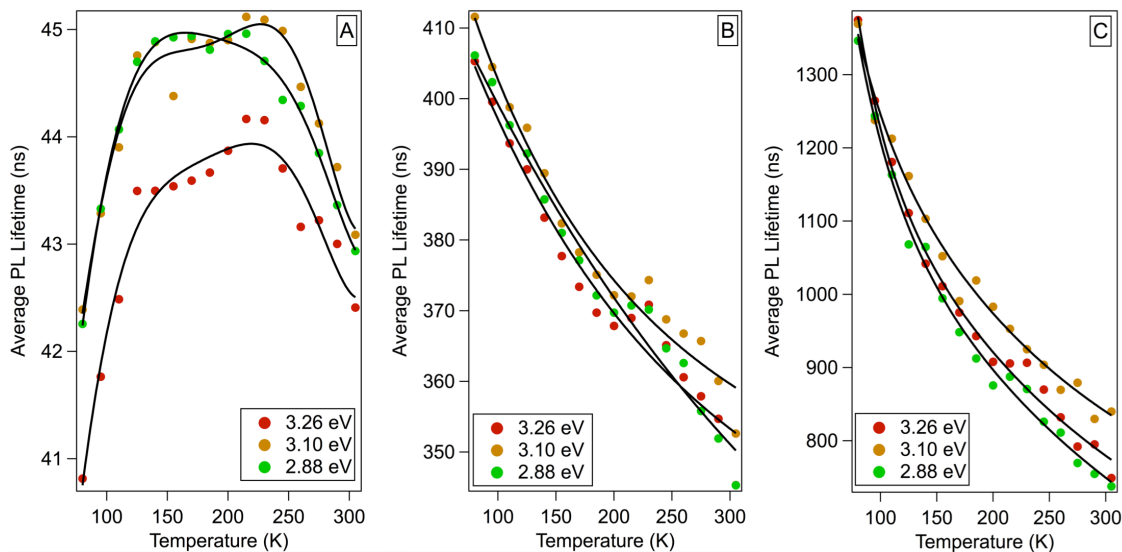 A
Average PL Lifetime (ns)
45
44
43
42
41
3.26 eV
3.10 eV
2.88 eV
100 150 200 250 300
Temperature (K)
B
Average PL Lifetime (ns)
410
400
390
380
370
360
350
3.26 eV
3.10 eV
2.88 eV
100 150 200 250 300
Temperature (K)
C
Average PL Lifetime (ns)
1300
1200
1100
1000
900
800
3.26 eV
3.10 eV
2.88 eV
100 150 200 250 300
Temperature (K)